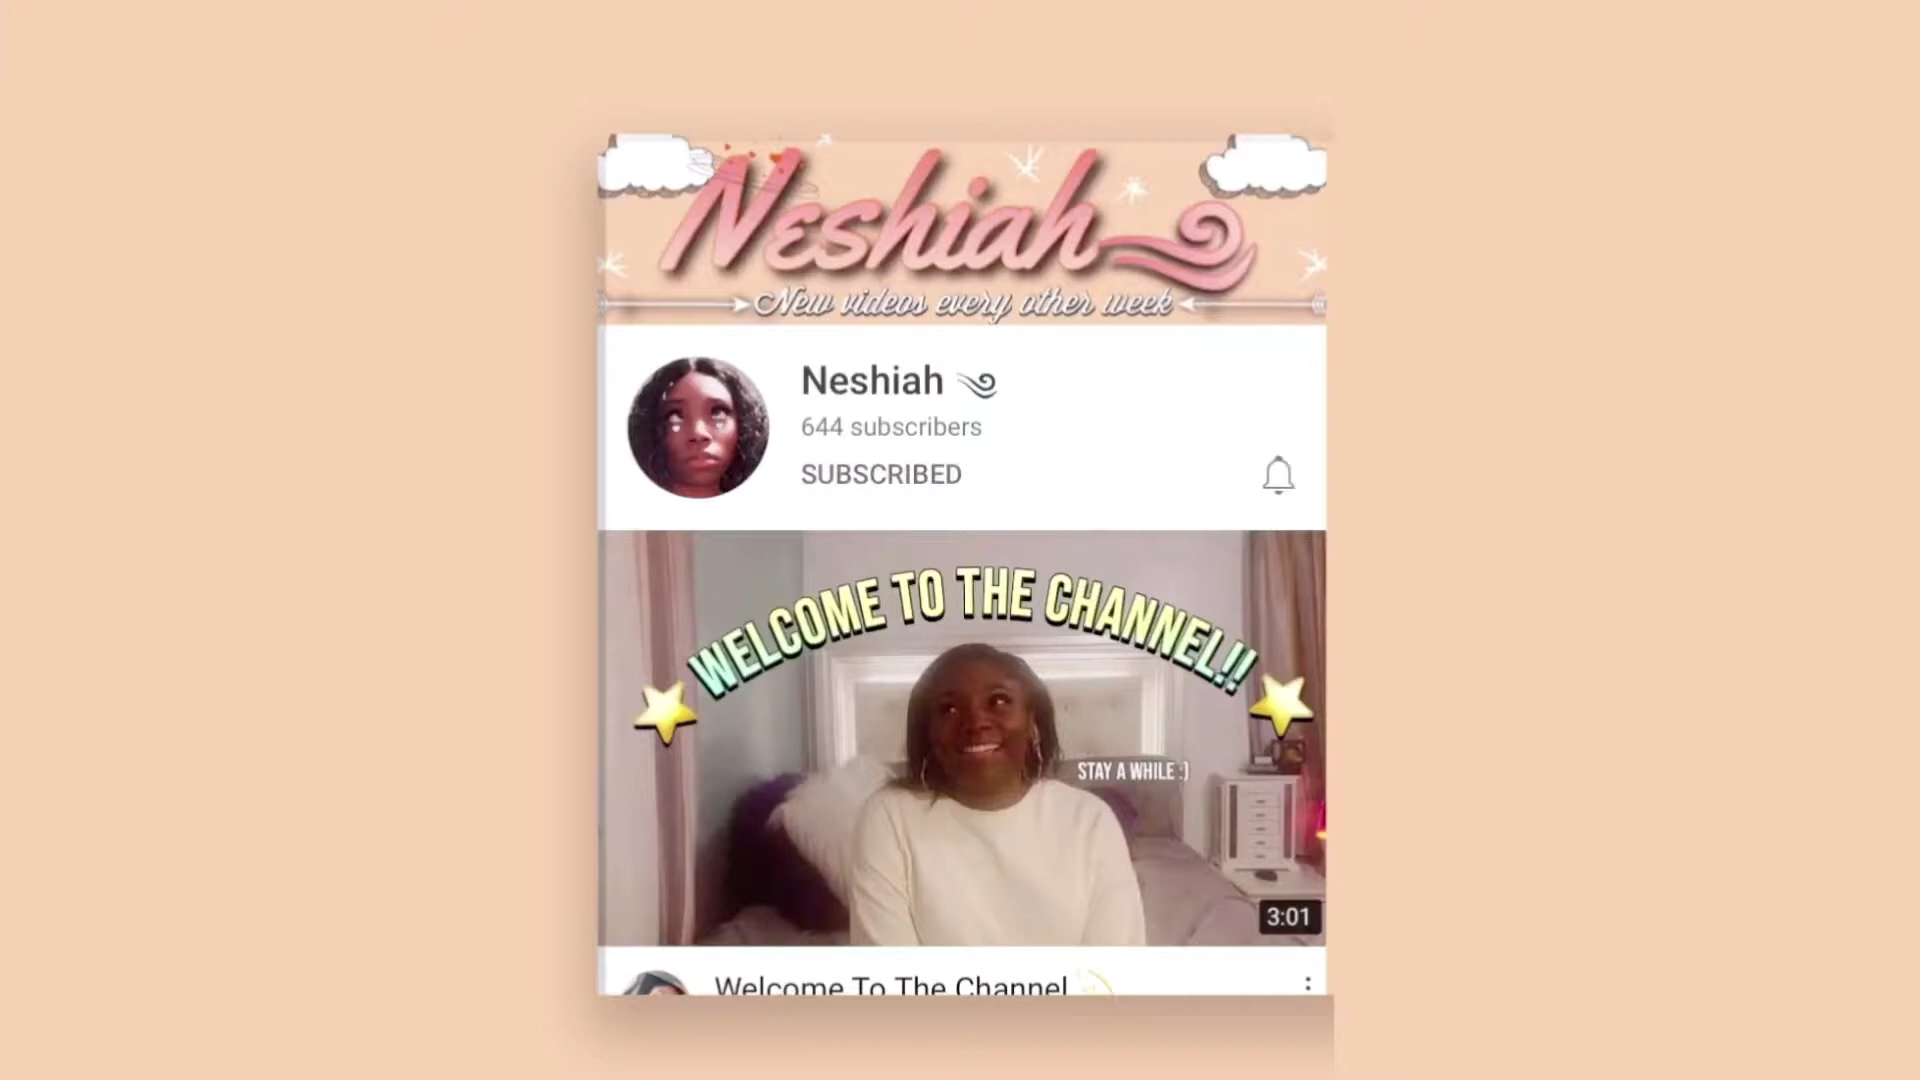 Neshiah
New videos every other week
Neshiah
644 subscribers
SUBSCRIBED
WELCOME TO THE CHANNEL!!
STAY A WHILE :)
3:01
Welcome To The Channel